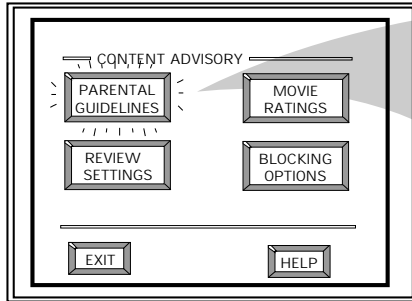 CONTENT ADVISORY
PARENTAL
GUIDELINES
MOVIE
RATINGS
REVIEW
SETTINGS
BLOCKING
OPTIONS
EXIT
HELP